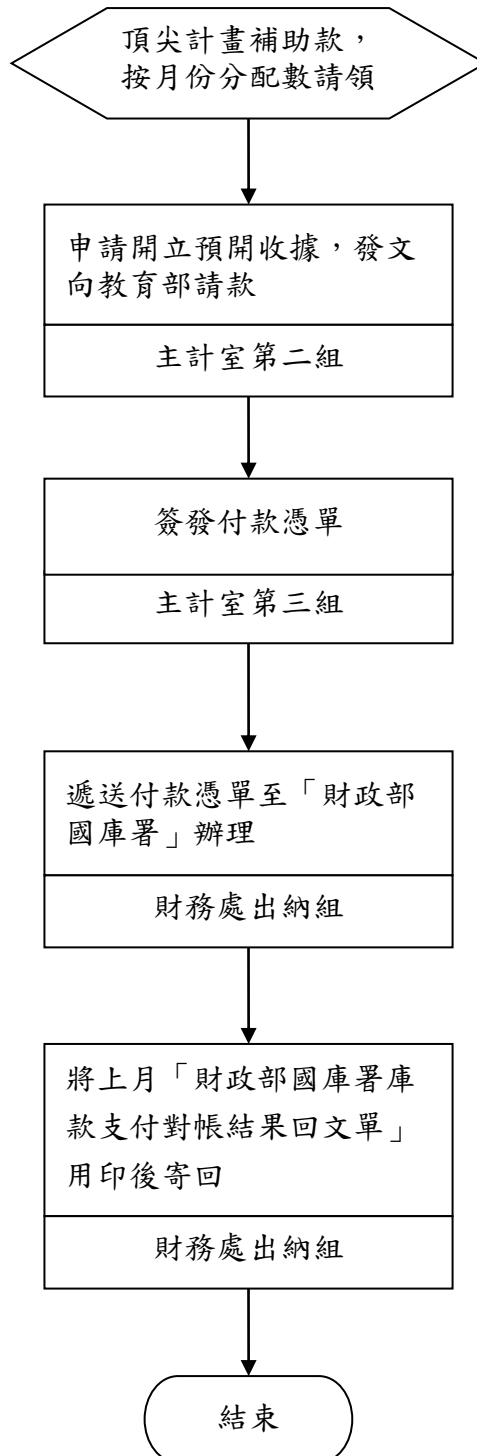 頂尖計畫補助款，
按月份分配數請領
申請開立預開收據，發文
向教育部請款
主計室第二組
簽發付款憑單
主計室第三組
遞送付款憑單至「財政部
國庫署」辦理
財務處出納組
將上月「財政部國庫署庫
款支付對帳結果回文單」
用印後寄回
財務處出納組
結束